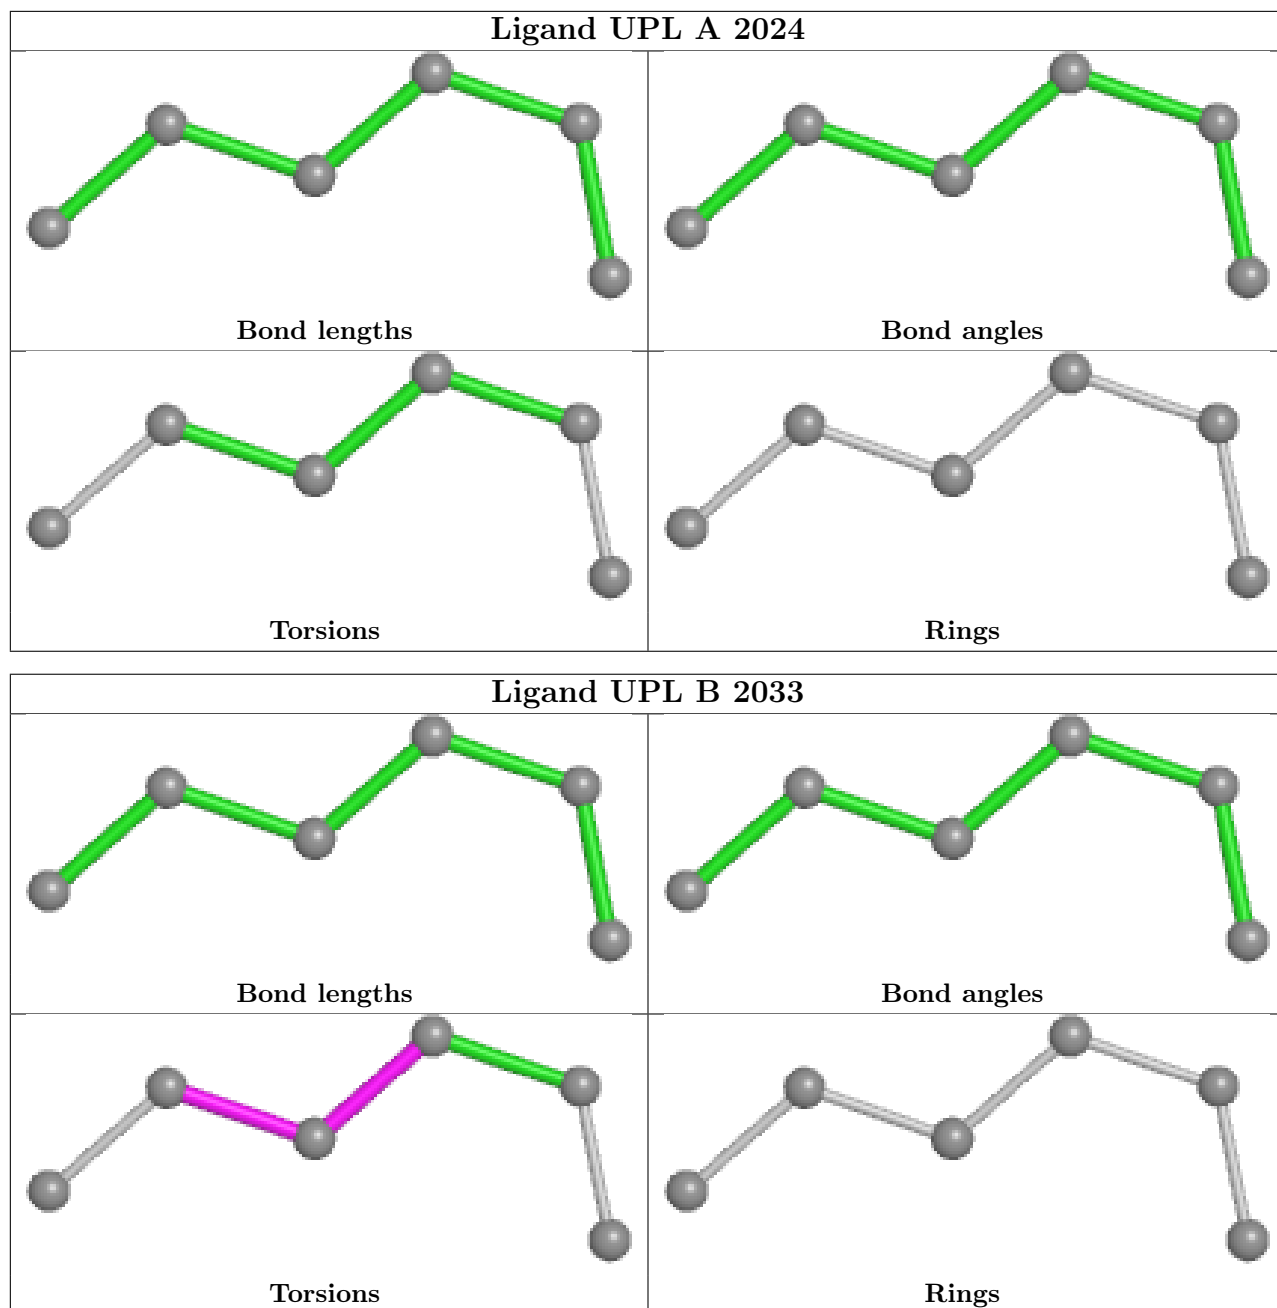 Ligand UPL A 2024
Bond lengths Bond angles
Torsions Rings
Ligand UPL B 2033
Bond lengths Bond angles
Torsions Rings